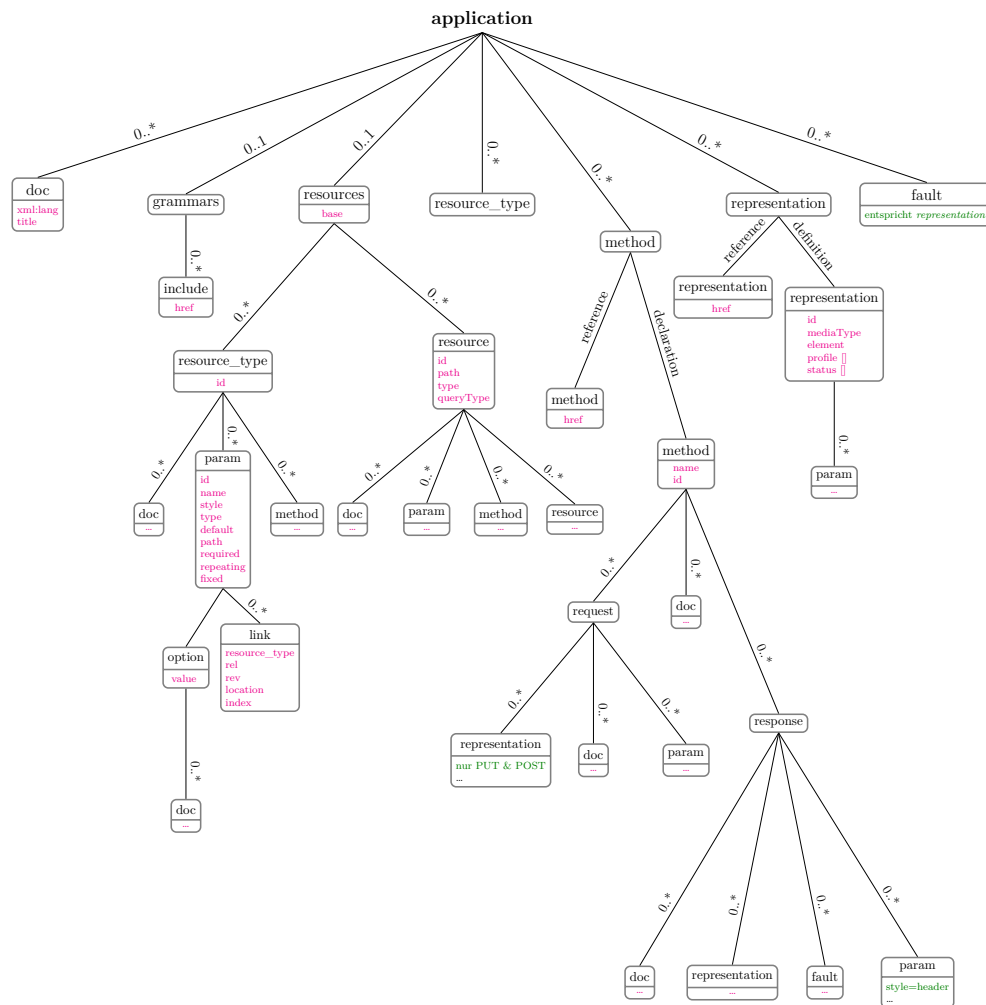 application
0..*
0..1
0..1
0..*
0..*
0..*
0..*
doc
xml:lang
title
grammars
resources
base
resource_type
method
representation
fault
entspricht representation
0..*
include
href
0..*
0..*
reference
declaration
reference
definition
representation
href
representation
id
mediaType
element
profile []
status []
resource_type
id
resource
id
path
type
queryType
method
href
method
name
id
0..*
param
...
0..*
0..*
0..*
doc
...
param
id
name
style
type
default
path
required
repeating
fixed
method
...
0..*
0..*
0..*
0..*
doc
...
param
...
method
...
resource
...
0..*
option
value
link
resource_type
rel
rev
location
index
0..*
doc
...
0..*
0..*
0..*
request
doc
...
response
0..*
0..*
0..*
representation
nur PUT & POST
...
doc
...
param
...
0..*
0..*
0..*
0..*
doc
...
representation
...
fault
...
param
style=header
...